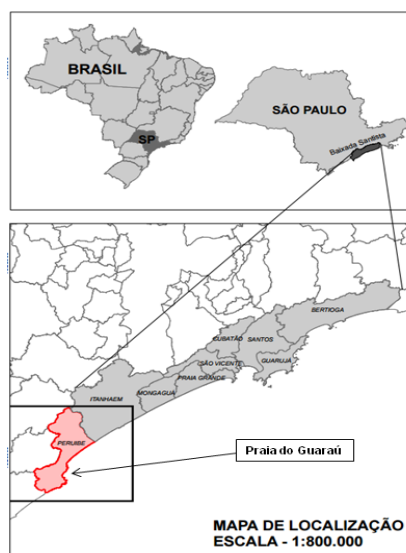 BRASIL
SP
SÃO PAULO
Baixada Santista
BERTIOGA
CUBATÃO
SANTOS
SÃO VICENTE
GUARUJÁ
PRAIA GRANDE
MONGAGUÁ
ITANHAEM
PERUIBE
Praia do Guaraú
MAPA DE LOCALIZAÇÃO
ESCALA - 1:800.000